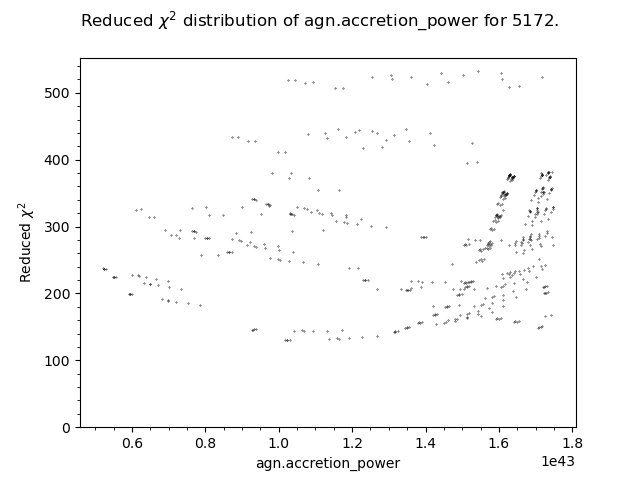 Reduced χ² distribution of agn.accretion_power for 5172.
Reduced χ²
500
400
300
200
100
0
0.6 0.8 1.0 1.2 1.4 1.6 1.8
1e43
agn.accretion_power